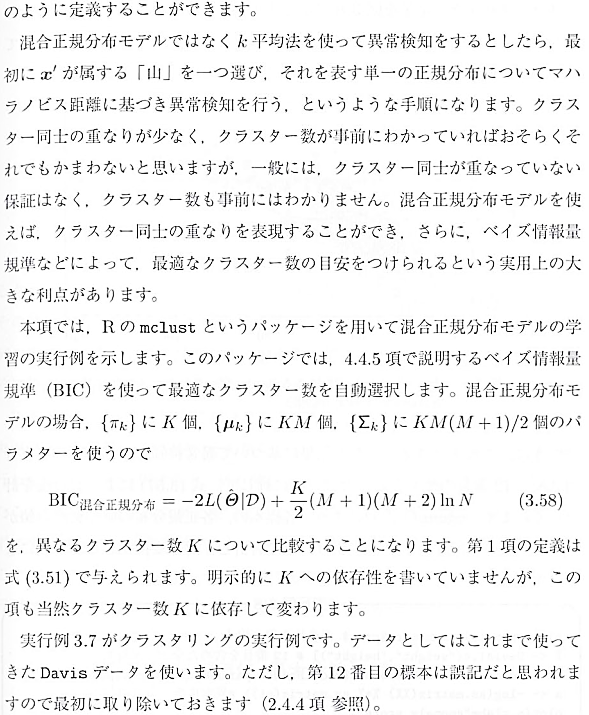 のように定義することができます。
混合正規分布モデルではなく k 平均法を使って異常検知をするとしたら，最
初に x′ が属する「山」を一つ選び，それを表す単一の正規分布についてマハ
ラノビス距離に基づき異常検知を行う，というような手順になります。クラス
ター同士の重なりが少なく，クラスター数が事前にわかっていればおそらくそ
れでもかまわないと思いますが，一般には，クラスター同士が重なっていない
保証はなく，クラスター数も事前にはわかりません。混合正規分布モデルを使
えば，クラスター同士の重なりを表現することができ，さらに，ベイズ情報量
規準などによって，最適なクラスター数の目安をつけられるという実用上の大
きな利点があります。
本項では，R の mclust というパッケージを用いて混合正規分布モデルの学
習の実行例を示します。このパッケージでは，4.4.5 項で説明するベイズ情報量
規準（BIC）を使って最適なクラスター数を自動選択します。混合正規分布モ
デルの場合，{πk} に K 個，{μk} に KM 個，{Σk} に KM(M + 1)/2 個のパ
ラメターを使うので
BIC混合正規分布 = −2L(Θ̂|D) + K/2 (M + 1)(M + 2) ln N (3.58)
を，異なるクラスター数 K について比較することになります。第 1 項の定義は
式 (3.51) で与えられます。明示的に K への依存性を書いていませんが，この
項も当然クラスター数 K に依存して変わります。
実行例 3.7 がクラスタリングの実行例です。データとしてはこれまで使って
きた Davis データを使います。ただし，第 12 番目の標本は誤記だと思われま
すので最初に取り除いておきます（2.4.4 項 参照）。